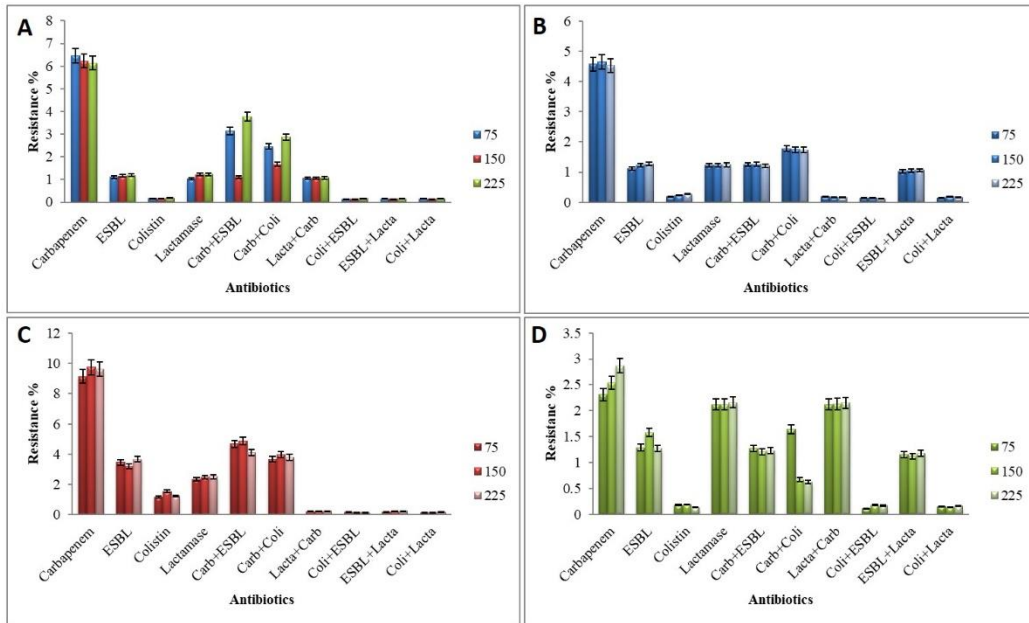 A
Resistance %
8
7
6
5
4
3
2
1
0
Carbapenem
ESBL
Colistin
Lactamase
Carb+ESBL
Carb+Coli
Lacta+Carb
Coli+ESBL
ESBL+Lacta
Coli+Lacta
Antibiotics
75
150
225
B
Resistance %
6
5
4
3
2
1
0
Carbapenem
ESBL
Colistin
Lactamase
Carb+ESBL
Carb+Coli
Lacta+Carb
Coli+ESBL
ESBL+Lacta
Coli+Lacta
Antibiotics
75
150
225
C
Resistance %
12
10
8
6
4
2
0
Carbapenem
ESBL
Colistin
Lactamase
Carb+ESBL
Carb+Coli
Lacta+Carb
Coli+ESBL
ESBL+Lacta
Coli+Lacta
Antibiotics
75
150
225
D
Resistanc %
3.5
3
2.5
2
1.5
1
0.5
0
Carbapenem
ESBL
Colistin
Lactamase
Carb+ESBL
Carb+Coli
Lacta+Carb
Coli+ESBL
ESBL+Lacta
Coli+Lacta
Antibiotics
75
150
225